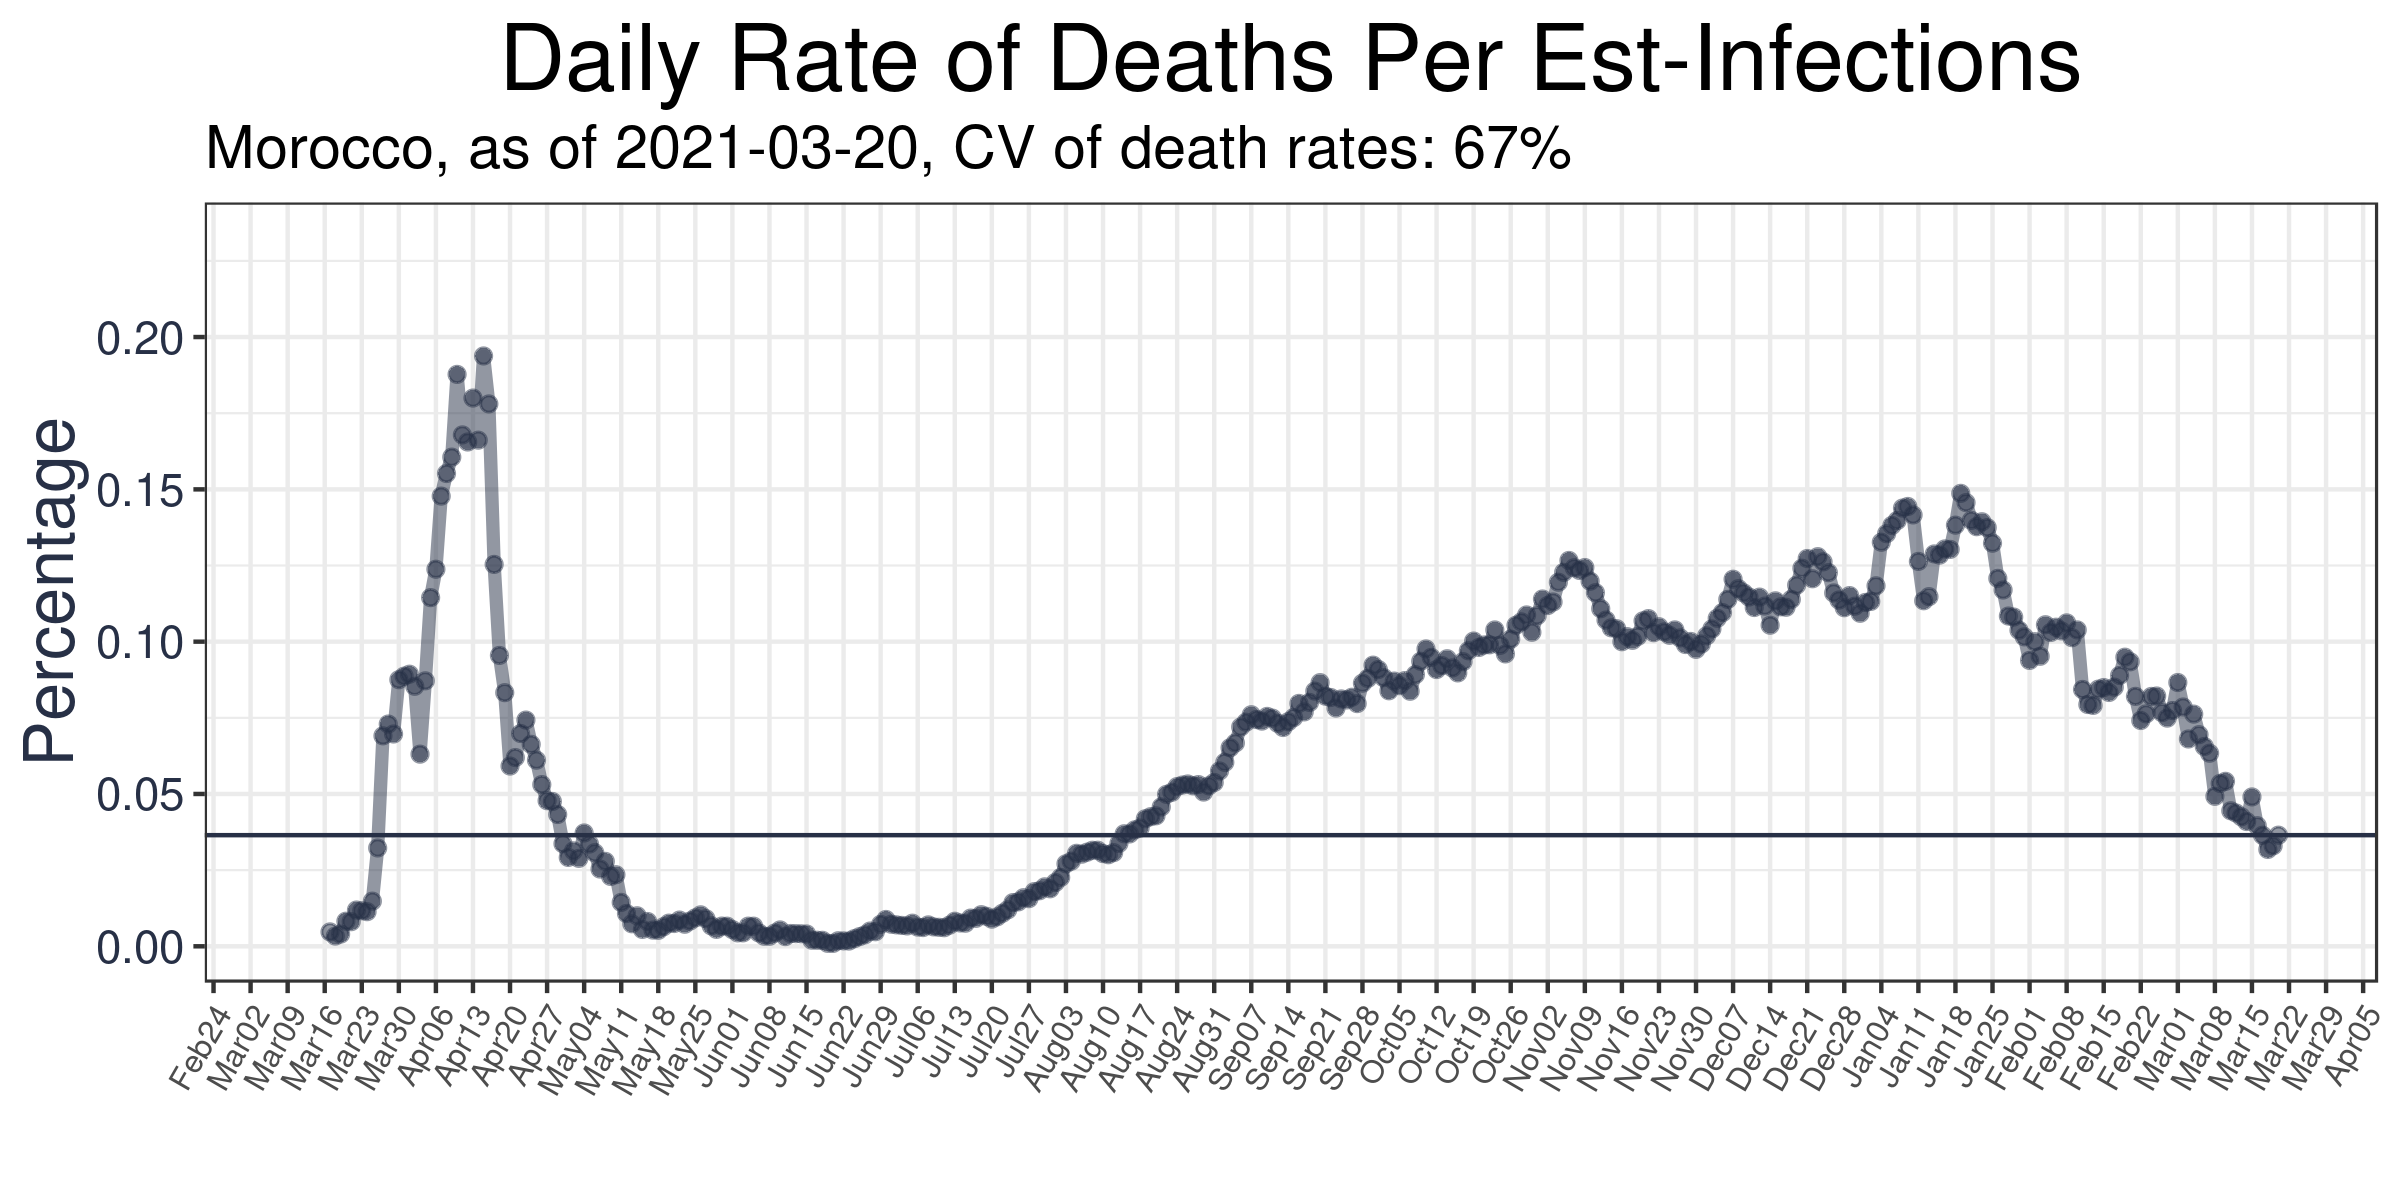 Daily Rate of Deaths Per Est-Infections
Morocco, as of 2021-03-20, CV of death rates: 67%
Percentage
0.20
0.15
0.10
0.05
0.00
Feb24
Mar02
Mar09
Mar16
Mar23
Mar30
Apr06
Apr13
Apr20
Apr27
May04
May11
May18
May25
Jun01
Jun08
Jun15
Jun22
Jun29
Jul06
Jul13
Jul20
Jul27
Aug03
Aug10
Aug17
Aug24
Aug31
Sep07
Sep14
Sep21
Sep28
Oct05
Oct12
Oct19
Oct26
Nov02
Nov09
Nov16
Nov23
Nov30
Dec07
Dec14
Dec21
Dec28
Jan04
Jan11
Jan18
Jan25
Feb01
Feb08
Feb15
Feb22
Mar01
Mar08
Mar15
Mar22
Mar29
Apr05